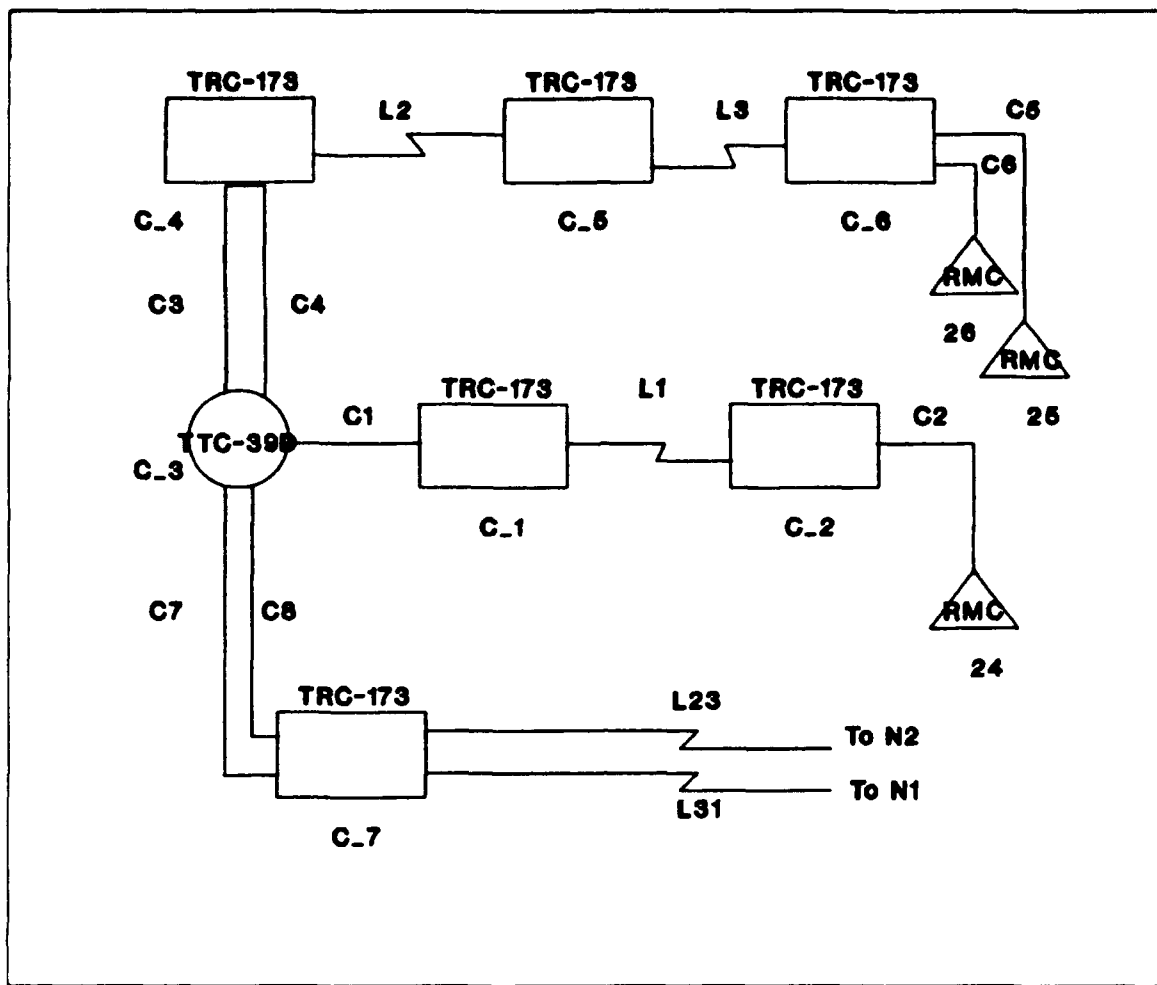 TRC-173
TRC-173
TRC-173
L2
L3
C5
C6
C_4
C_5
C_6
C3
C4
RMC
26
RMC
25
TRC-173
TRC-173
C1
L1
C2
TTC-39D
C_3
C_1
C_2
C7
C8
RMC
24
TRC-173
L23
To N2
To N1
L31
C_7